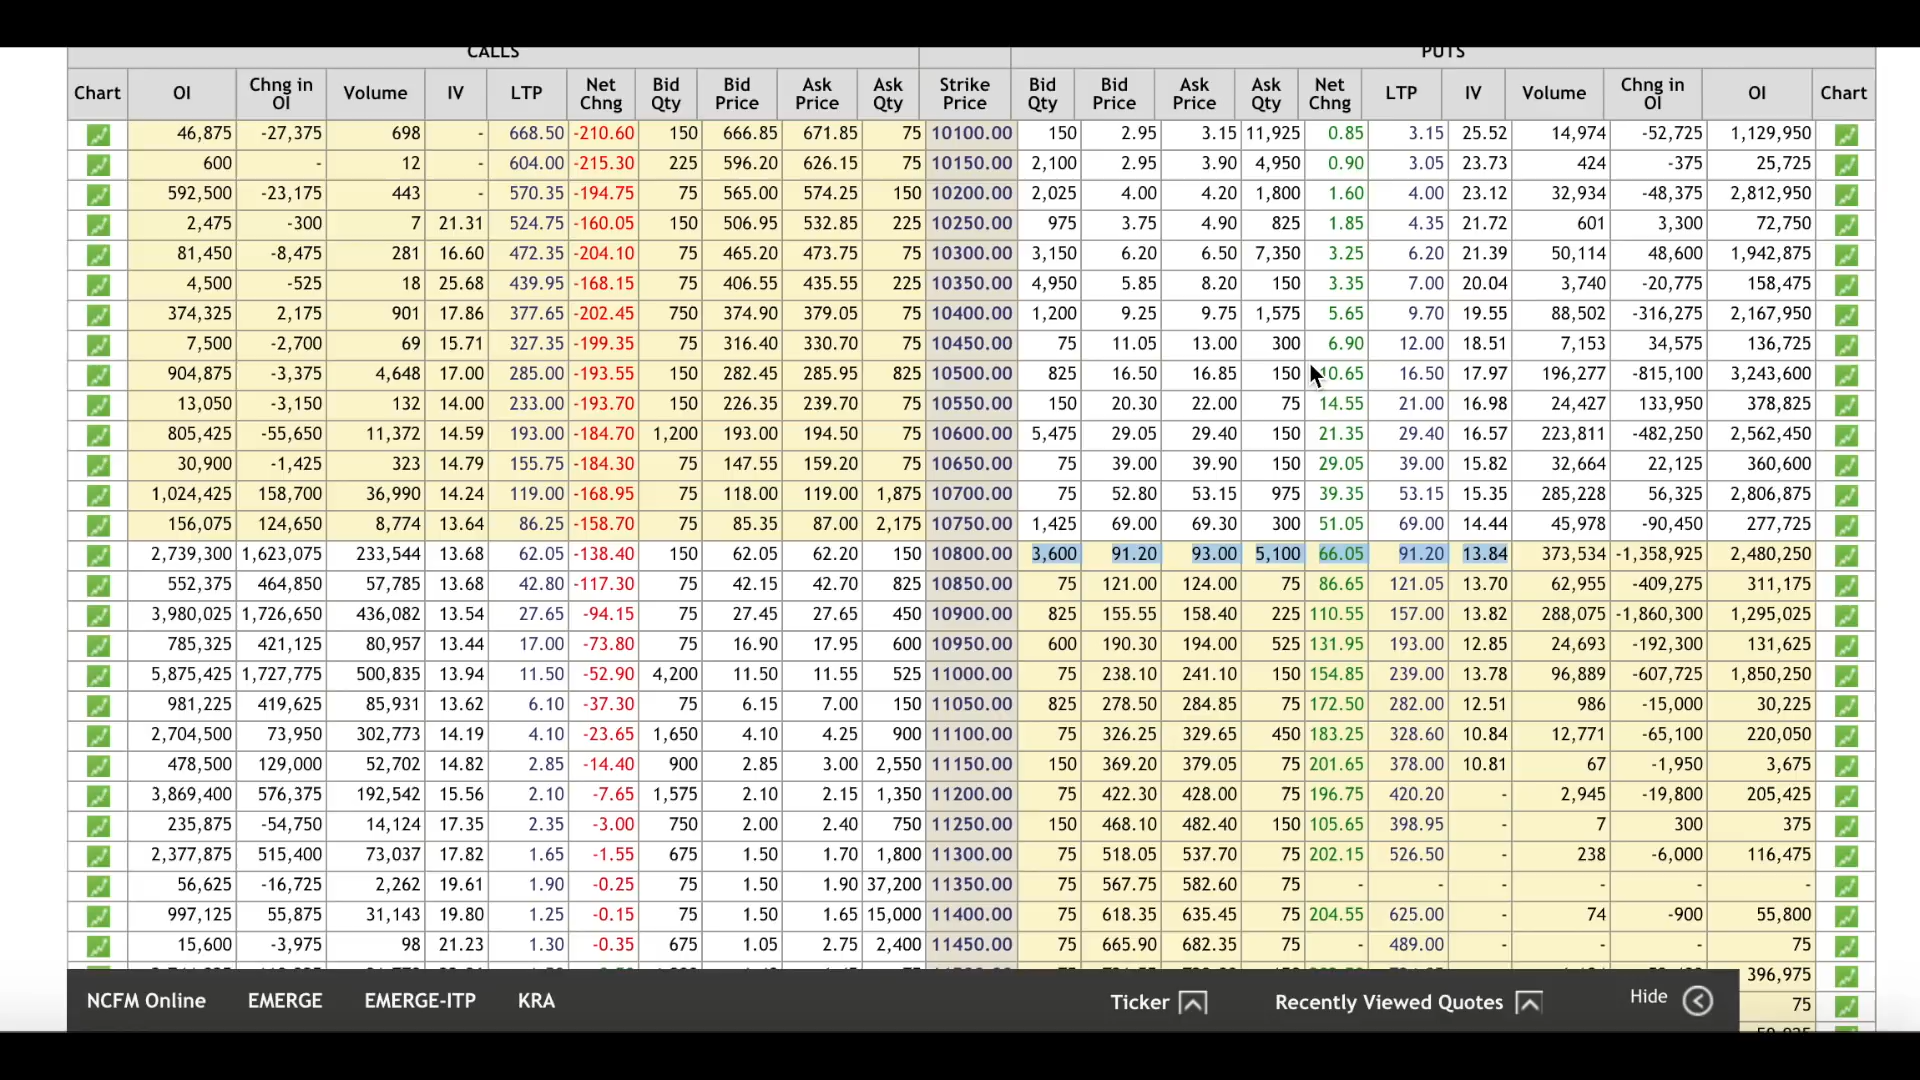 CALLS PUTS
Chart OI Chng in OI Volume IV LTP Net Chng Bid Qty Bid Price Ask Price Ask Qty Strike Price Bid Qty Bid Price Ask Price Ask Qty Net Chng LTP IV Volume Chng in OI OI Chart
46,875 -27,375 698 - 668.50 -210.60 150 666.85 671.85 75 10100.00 150 2.95 3.15 11,925 0.85 3.15 25.52 14,974 -52,725 1,129,950
600 - 12 - 604.00 -215.30 225 596.20 626.15 75 10150.00 2,100 2.95 3.90 4,950 0.90 3.05 23.73 424 -375 25,725
592,500 -23,175 443 - 570.35 -194.75 75 565.00 574.25 150 10200.00 2,025 4.00 4.20 1,800 1.60 4.00 23.12 32,934 -48,375 2,812,950
2,475 -300 7 21.31 524.75 -160.05 150 506.95 532.85 225 10250.00 975 3.75 4.90 825 1.85 4.35 21.72 601 3,300 72,750
81,450 -8,475 281 16.60 472.35 -204.10 75 465.20 473.75 75 10300.00 3,150 6.20 6.50 7,350 3.25 6.20 21.39 50,114 48,600 1,942,875
4,500 -525 18 25.68 439.95 -168.15 75 406.55 435.55 225 10350.00 4,950 5.85 8.20 150 3.35 7.00 20.04 3,740 -20,775 158,475
374,325 2,175 901 17.86 377.65 -202.45 750 374.90 379.05 75 10400.00 1,200 9.25 9.75 1,575 5.65 9.70 19.55 88,502 -316,275 2,167,950
7,500 -2,700 69 15.71 327.35 -199.35 75 316.40 330.70 75 10450.00 75 11.05 13.00 300 6.90 12.00 18.51 7,153 34,575 136,725
904,875 -3,375 4,648 17.00 285.00 -193.55 150 282.45 285.95 825 10500.00 825 16.50 16.85 150 10.65 16.50 17.97 196,277 -815,100 3,243,600
13,050 -3,150 132 14.00 233.00 -193.70 150 226.35 239.70 75 10550.00 150 20.30 22.00 75 14.55 21.00 16.98 24,427 133,950 378,825
805,425 -55,650 11,372 14.59 193.00 -184.70 1,200 193.00 194.50 75 10600.00 5,475 29.05 29.40 150 21.35 29.40 16.57 223,811 -482,250 2,562,450
30,900 -1,425 323 14.79 155.75 -184.30 75 147.55 159.20 75 10650.00 75 39.00 39.90 150 29.05 39.00 15.82 32,664 22,125 360,600
1,024,425 158,700 36,990 14.24 119.00 -168.95 75 118.00 119.00 1,875 10700.00 75 52.80 53.15 975 39.35 53.15 15.35 285,228 56,325 2,806,875
156,075 124,650 8,774 13.64 86.25 -158.70 75 85.35 87.00 2,175 10750.00 1,425 69.00 69.30 300 51.05 69.00 14.44 45,978 -90,450 277,725
2,739,300 1,623,075 233,544 13.68 62.05 -138.40 150 62.05 62.20 150 10800.00 3,600 91.20 93.00 5,100 66.05 91.20 13.84 373,534 -1,358,925 2,480,250
552,375 464,850 57,785 13.68 42.80 -117.30 75 42.15 42.70 825 10850.00 75 121.00 124.00 75 86.65 121.05 13.70 62,955 -409,275 311,175
3,980,025 1,726,650 436,082 13.54 27.65 -94.15 75 27.45 27.65 450 10900.00 825 155.55 158.40 225 110.55 157.00 13.82 288,075 -1,860,300 1,295,025
785,325 421,125 80,957 13.44 17.00 -73.80 75 16.90 17.95 600 10950.00 600 190.30 194.00 525 131.95 193.00 12.85 24,693 -192,300 131,625
5,875,425 1,727,775 500,835 13.94 11.50 -52.90 4,200 11.50 11.55 525 11000.00 75 238.10 241.10 150 154.85 239.00 13.78 96,889 -607,725 1,850,250
981,225 419,625 85,931 13.62 6.10 -37.30 75 6.15 7.00 150 11050.00 825 278.50 284.85 75 172.50 282.00 12.51 986 -15,000 30,225
2,704,500 73,950 302,773 14.19 4.10 -23.65 1,650 4.10 4.25 900 11100.00 75 326.25 329.65 450 183.25 328.60 10.84 12,771 -65,100 220,050
478,500 129,000 52,702 14.82 2.85 -14.40 900 2.85 3.00 2,550 11150.00 150 369.20 379.05 75 201.65 378.00 10.81 67 -1,950 3,675
3,869,400 576,375 192,542 15.56 2.10 -7.65 1,575 2.10 2.15 1,350 11200.00 75 422.30 428.00 75 196.75 420.20 - 2,945 -19,800 205,425
235,875 -54,750 14,124 17.35 2.35 -3.00 750 2.00 2.40 750 11250.00 150 468.10 482.40 150 105.65 398.95 - 7 300 375
2,377,875 515,400 73,037 17.82 1.65 -1.55 675 1.50 1.70 1,800 11300.00 75 518.05 537.70 75 202.15 526.50 - 238 -6,000 116,475
56,625 -16,725 2,262 19.61 1.90 -0.25 75 1.50 1.90 37,200 11350.00 75 567.75 582.60 75 - - - - - -
997,125 55,875 31,143 19.80 1.25 -0.15 75 1.50 1.65 15,000 11400.00 75 618.35 635.45 75 204.55 625.00 - 74 -900 55,800
15,600 -3,975 98 21.23 1.30 -0.35 675 1.05 2.75 2,400 11450.00 75 665.90 682.35 75 - 489.00 - - - 75
396,975
NCFM Online EMERGE EMERGE-ITP KRA Ticker Recently Viewed Quotes Hide
75